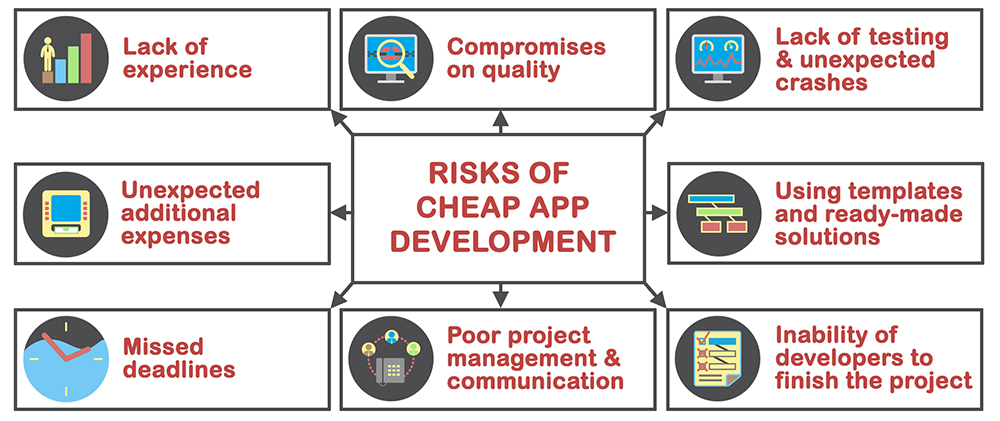 Lack of
experience
Compromises
on quality
Lack of testing
& unexpected
crashes
Unexpected
additional
expenses
RISKS OF
CHEAP APP
DEVELOPMENT
Using templates
and ready-made
solutions
Missed
deadlines
Poor project
management &
communication
Inability of
developers to
finish the project